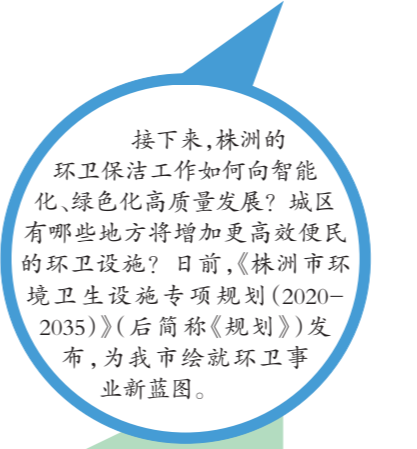 接下来,株洲的
环卫保洁工作如何向智能
化、绿色化高质量发展？城区
有哪些地方将增加更高效便民
的环卫设施？日前,《株洲市环
境卫生设施专项规划(2020-
2035)》(后简称《规划》)发
布,为我市绘就环卫事
业新蓝图。